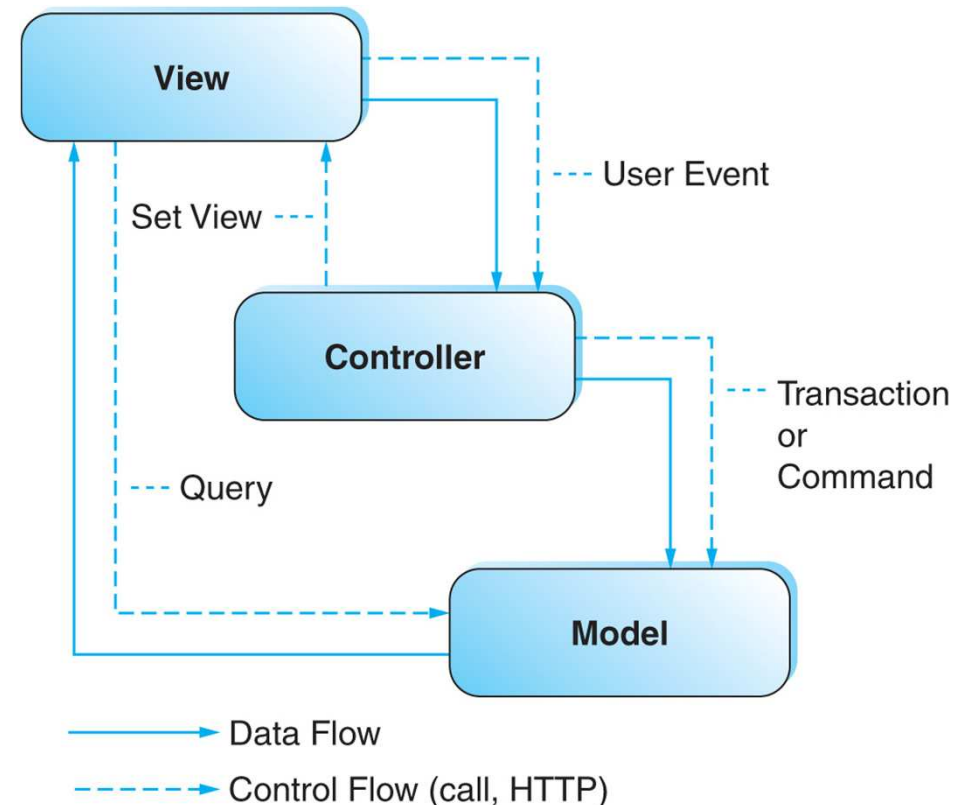 View
User Event
Set View
Controller
Transaction
or
Command
Query
Model
Data Flow
Control Flow (call, HTTP)